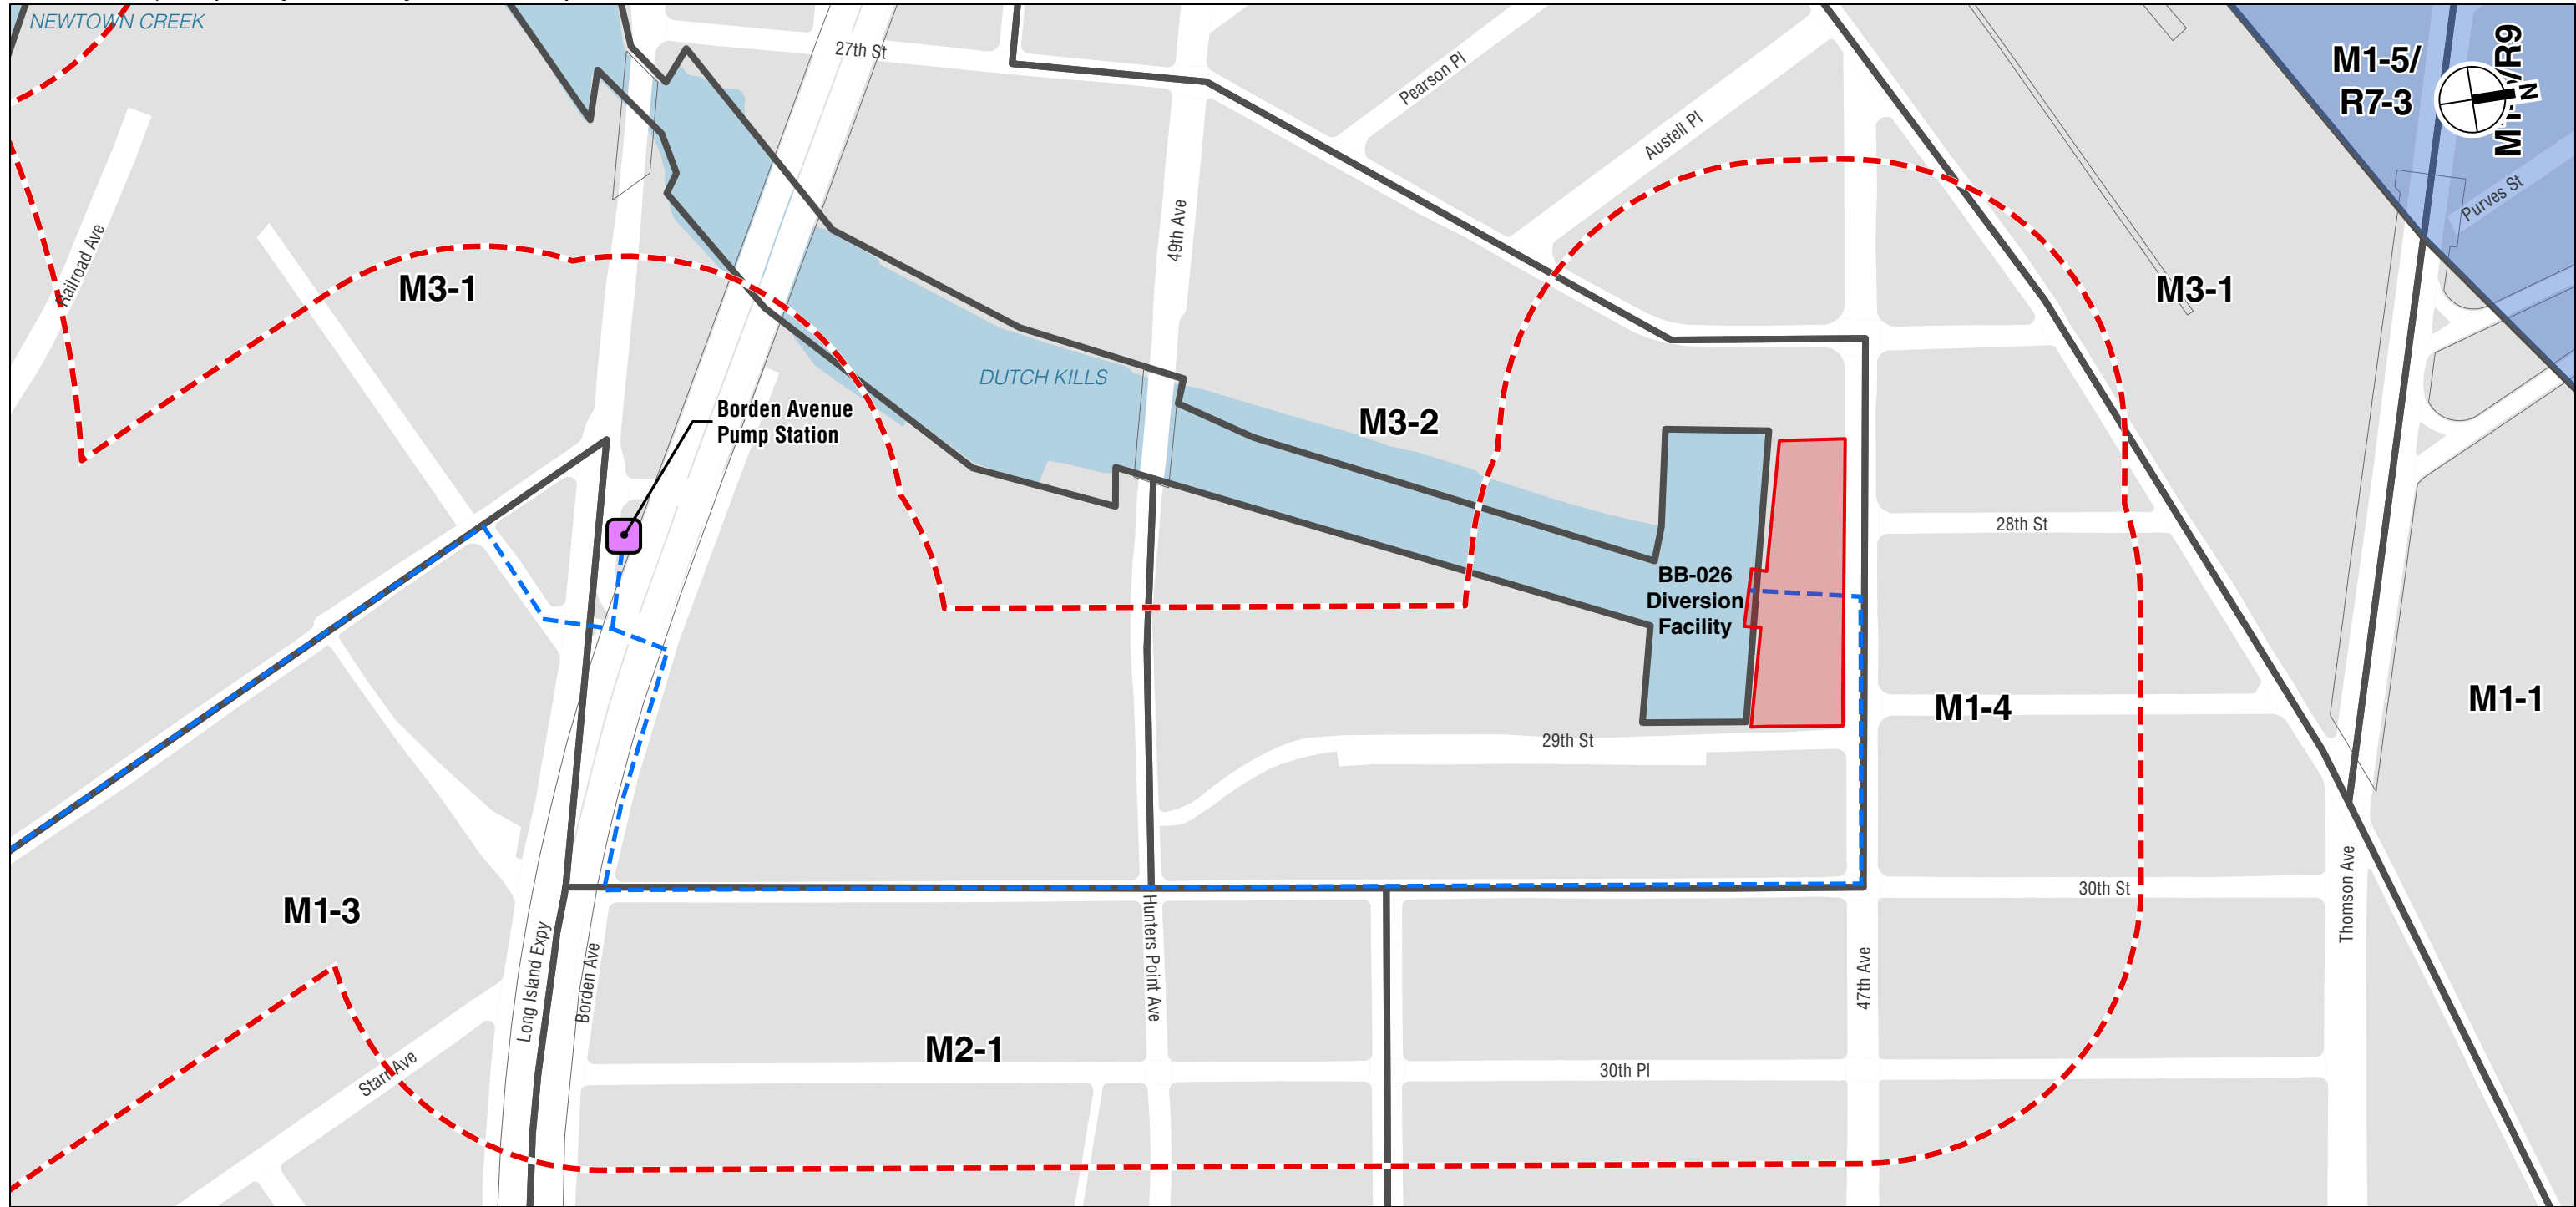 NEWTOWN CREEK
27th St
Pearson Pl
Austell Pl
M1-5/
R7-3
M1-5/R9
N
Purves St
Railroad Ave
M3-1
49th Ave
M3-1
DUTCH KILLS
Borden Avenue
Pump Station
M3-2
28th St
BB-026
Diversion
Facility
M1-4
M1-1
29th St
30th St
Thomson Ave
M1-3
Long Island Expy
Borden Ave
Hunters Point Ave
47th Ave
M2-1
Starr Ave
30th Pl